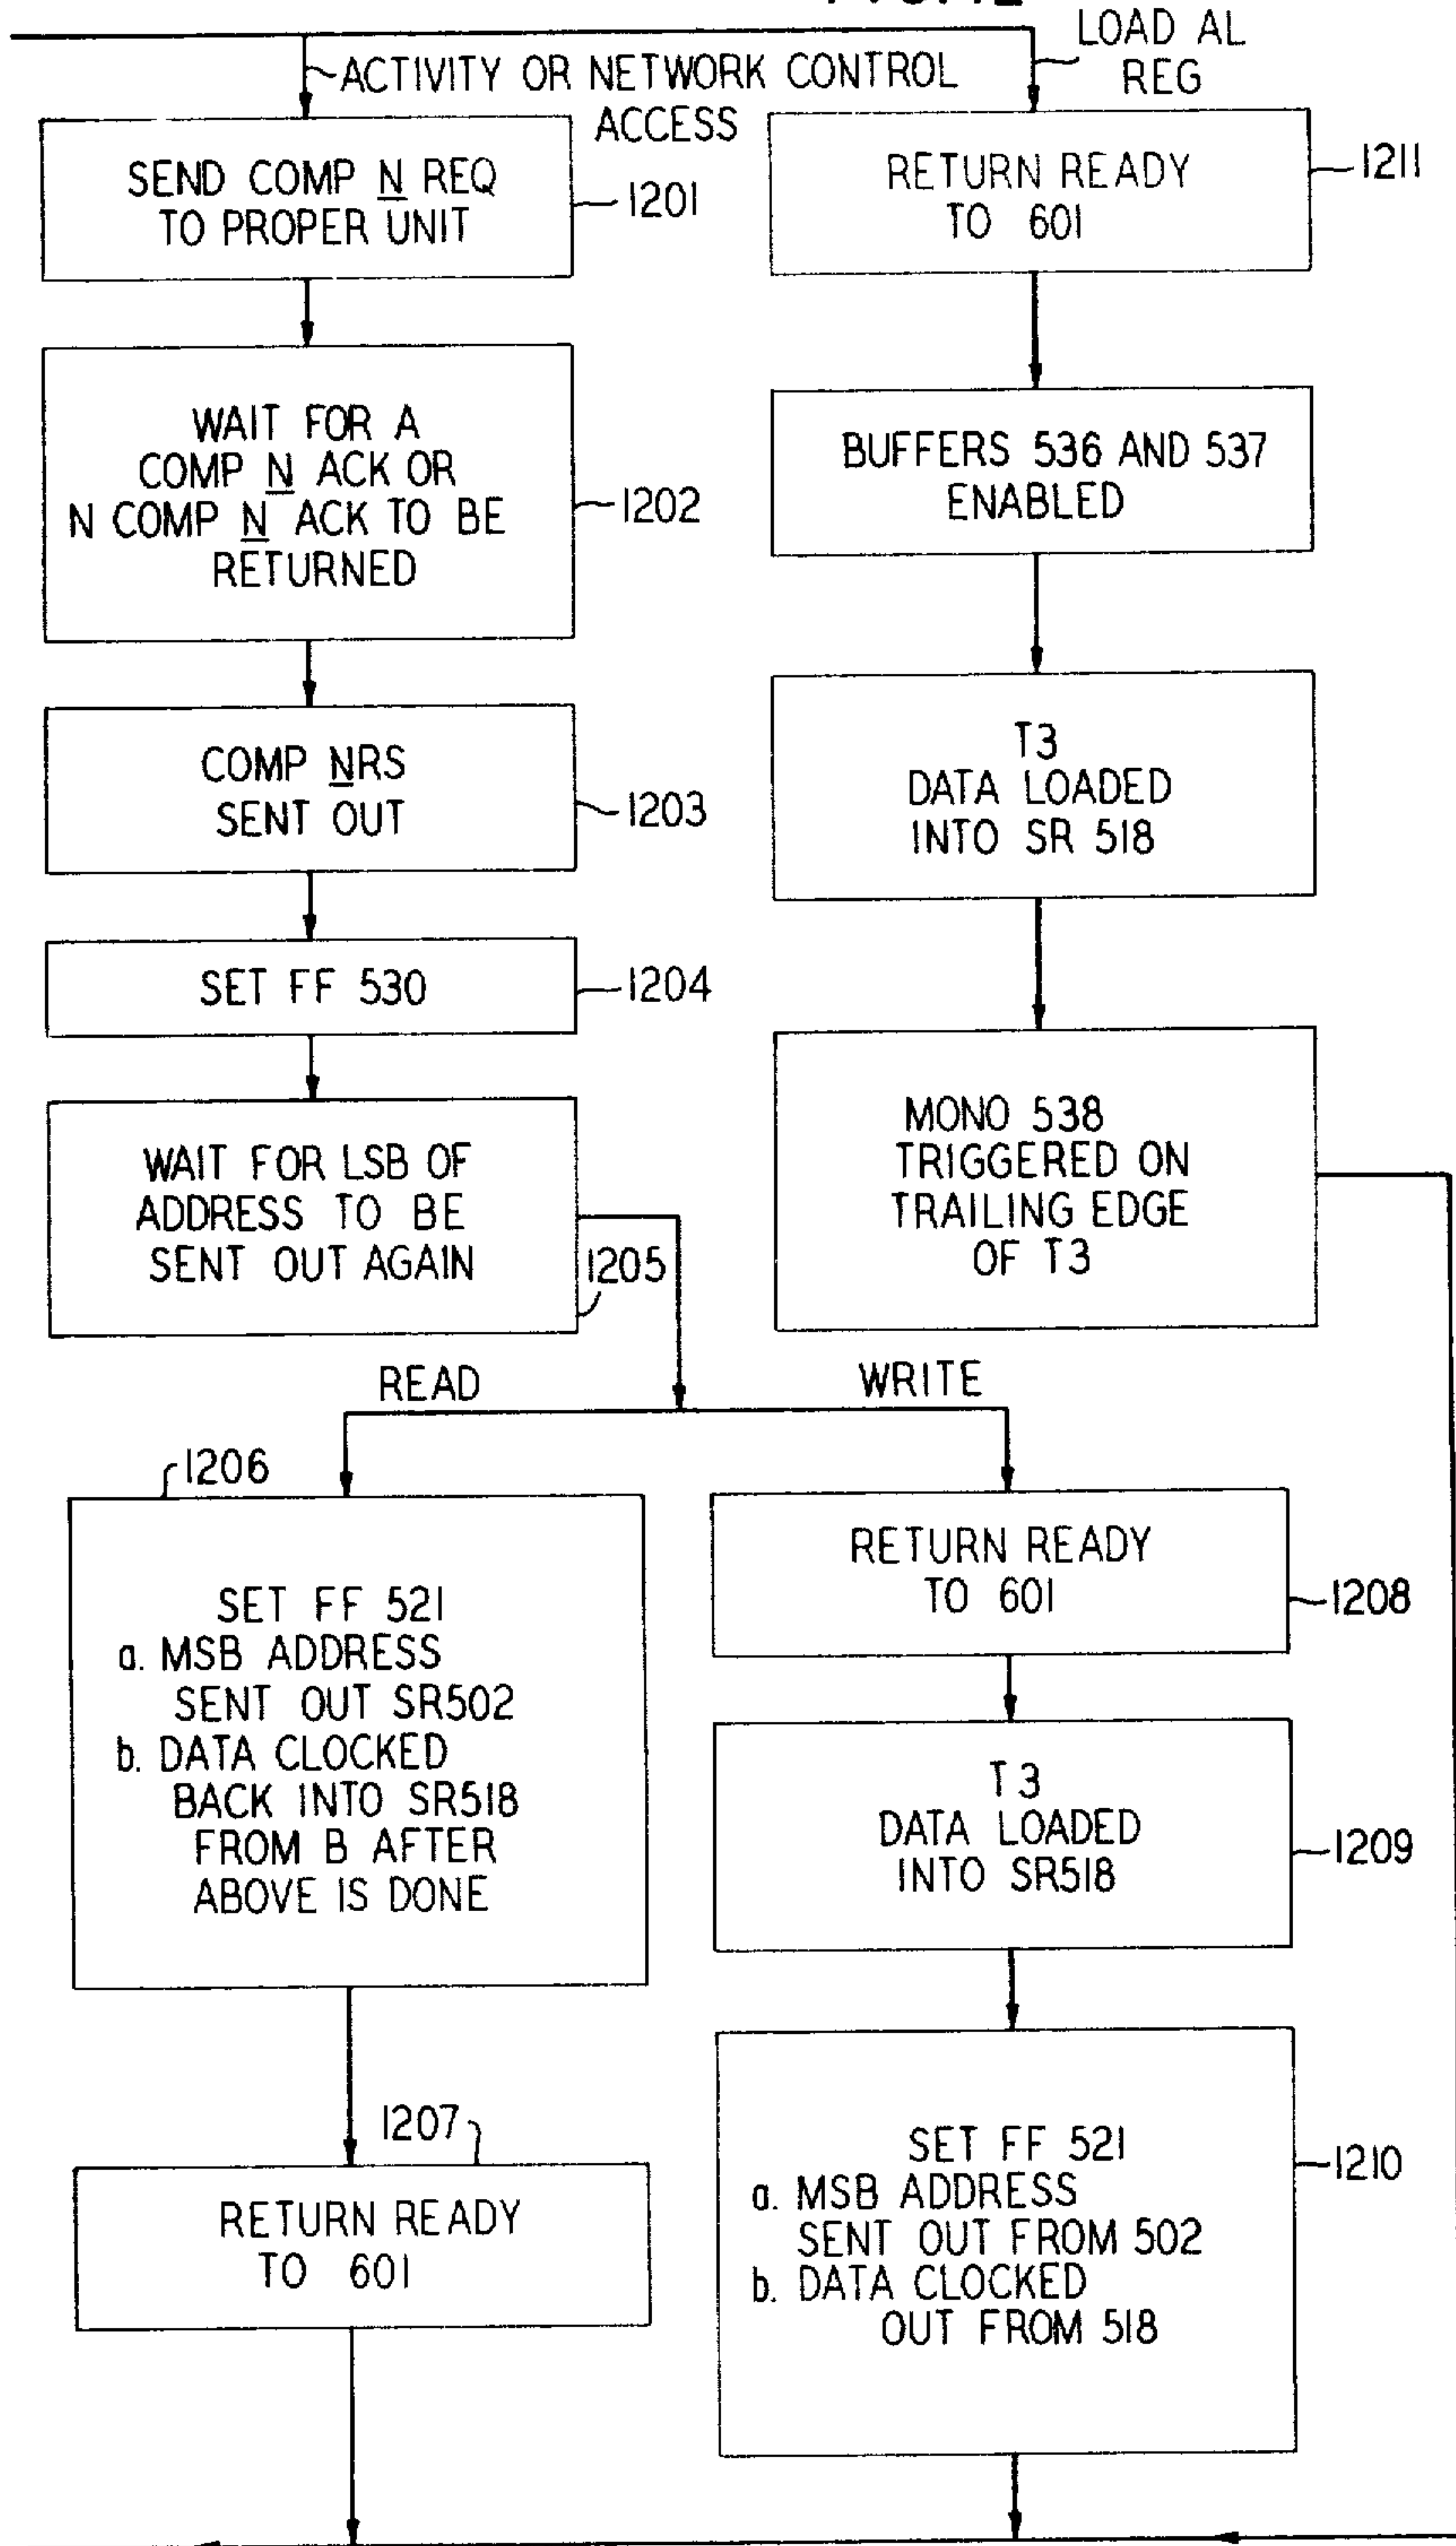 LOAD AL
REG
ACTIVITY OR NETWORK CONTROL
ACCESS
SEND COMP N REQ
TO PROPER UNIT
1201
WAIT FOR A
COMP N ACK OR
N COMP N ACK TO BE
RETURNED
1202
COMP NRS
SENT OUT
1203
SET FF 530
1204
WAIT FOR LSB OF
ADDRESS TO BE
SENT OUT AGAIN
1205
RETURN READY
TO 601
1211
BUFFERS 536 AND 537
ENABLED
T3
DATA LOADED
INTO SR 518
MONO 538
TRIGGERED ON
TRAILING EDGE
OF T3
READ
WRITE
1206
SET FF 521
a. MSB ADDRESS
SENT OUT SR502
b. DATA CLOCKED
BACK INTO SR518
FROM B AFTER
ABOVE IS DONE
1207
RETURN READY
TO 601
RETURN READY
TO 601
1208
T3
DATA LOADED
INTO SR518
1209
SET FF 521
a. MSB ADDRESS
SENT OUT FROM 502
b. DATA CLOCKED
OUT FROM 518
1210